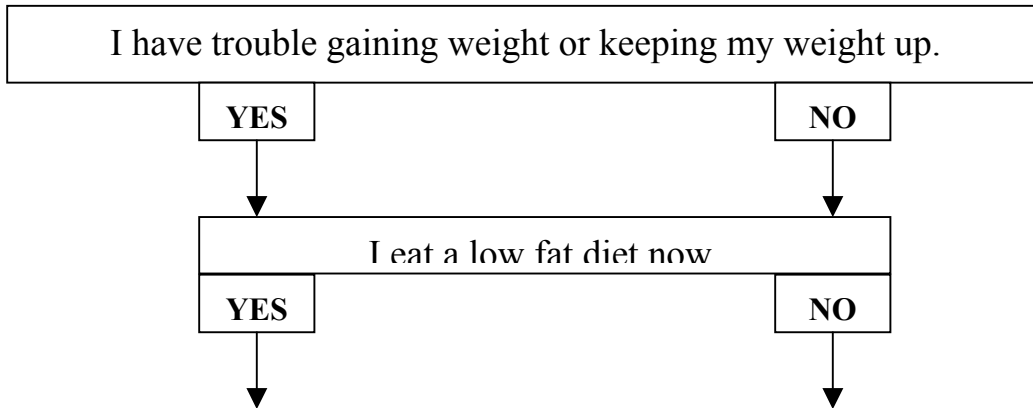 I have trouble gaining weight or keeping my weight up.
YES NO
I eat a low fat diet now
YES NO